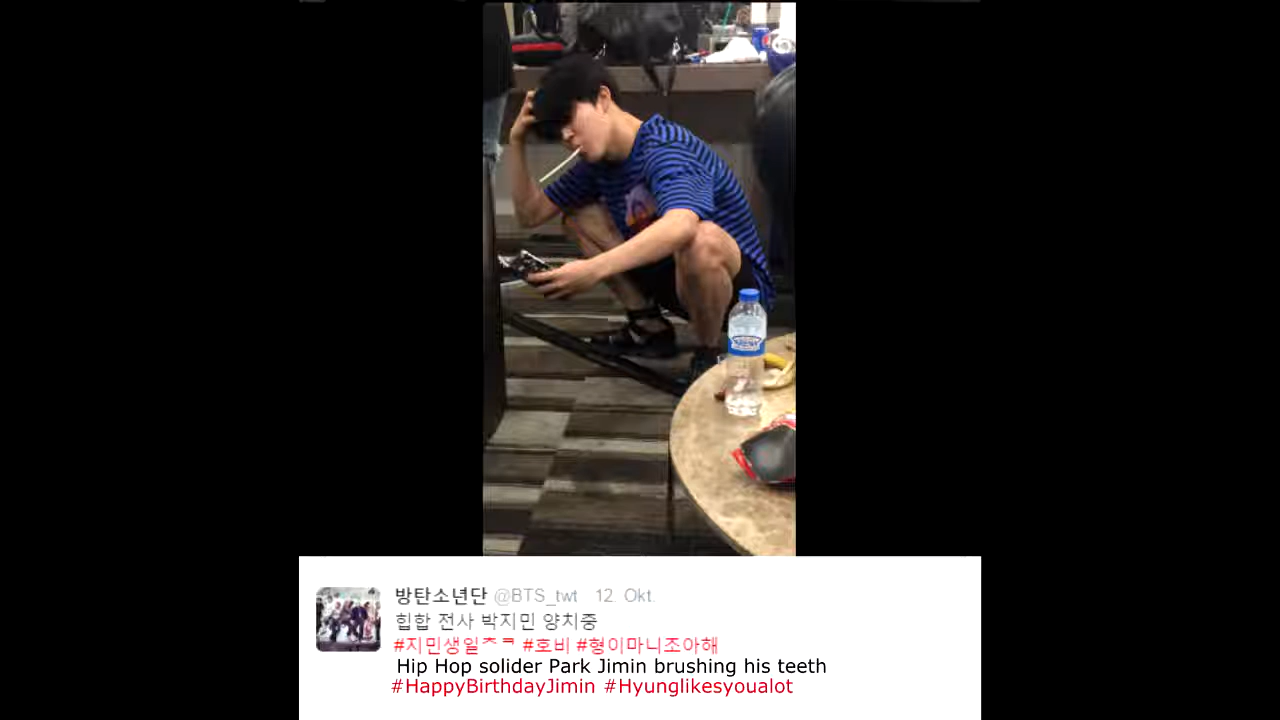 방탄소년단 @BTS_twt 12. Okt.
힙합 전사 박지민 양치중
#지민생일ᄎᄏ #호비 #형이마니조아해
Hip Hop solider Park Jimin brushing his teeth
#HappyBirthdayJimin #Hyunglikesyoualot